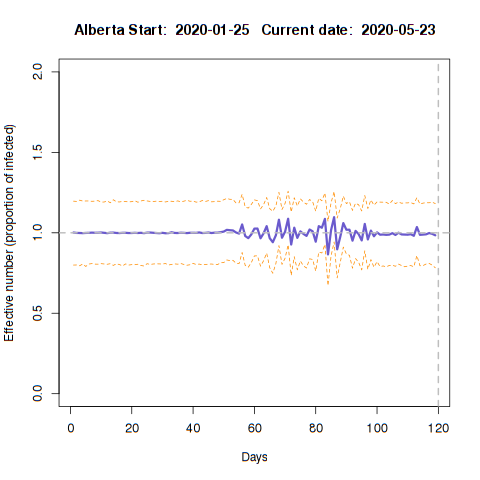 Alberta Start:  2020-01-25   Current date:  2020-05-23
Effective number (proportion of infected)
2.0
1.5
1.0
0.5
0.0
0 20 40 60 80 100 120
Days